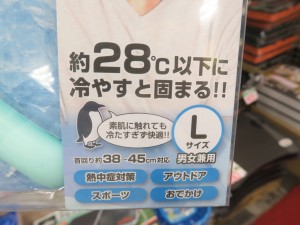 約28℃以下に
冷やすと固まる!!
素肌に触れても
冷たすぎず快適!!
首回り約38-45cm対応
L
サイズ
男女兼用
熱中症対策
アウトドア
スポーツ
おでかけ